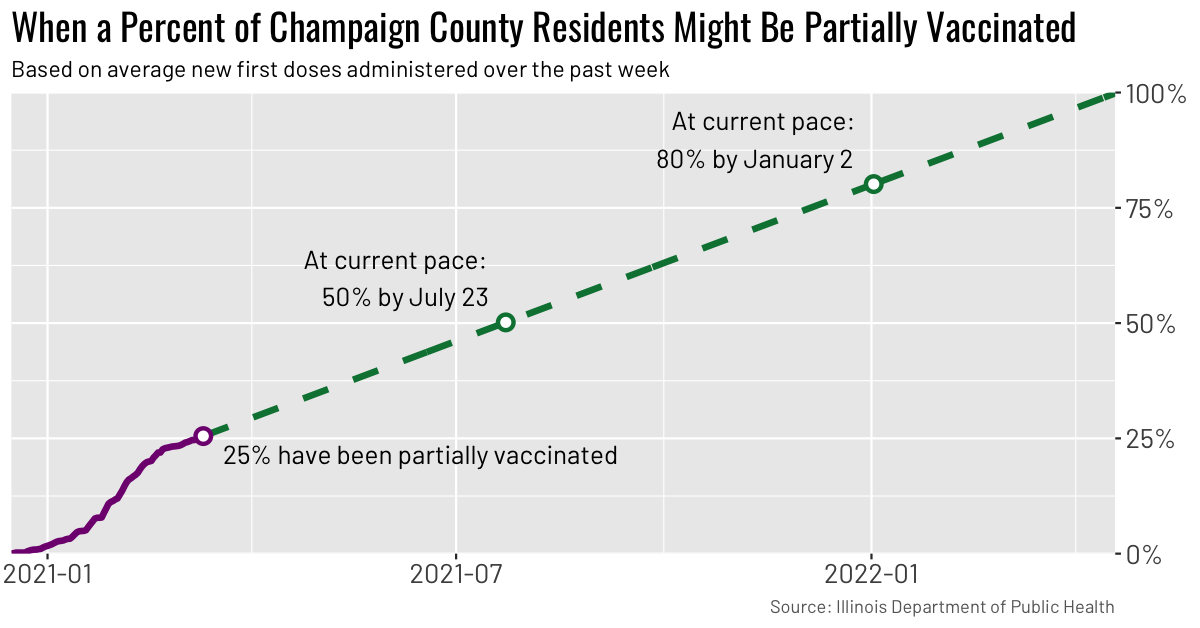 When a Percent of Champaign County Residents Might Be Partially Vaccinated
Based on average new first doses administered over the past week
100%
At current pace:
80% by January 2
75%
At current pace:
50% by July 23
50%
25%
25% have been partially vaccinated
0%
2021-01
2021-07
2022-01
Source: Illinois Department of Public Health